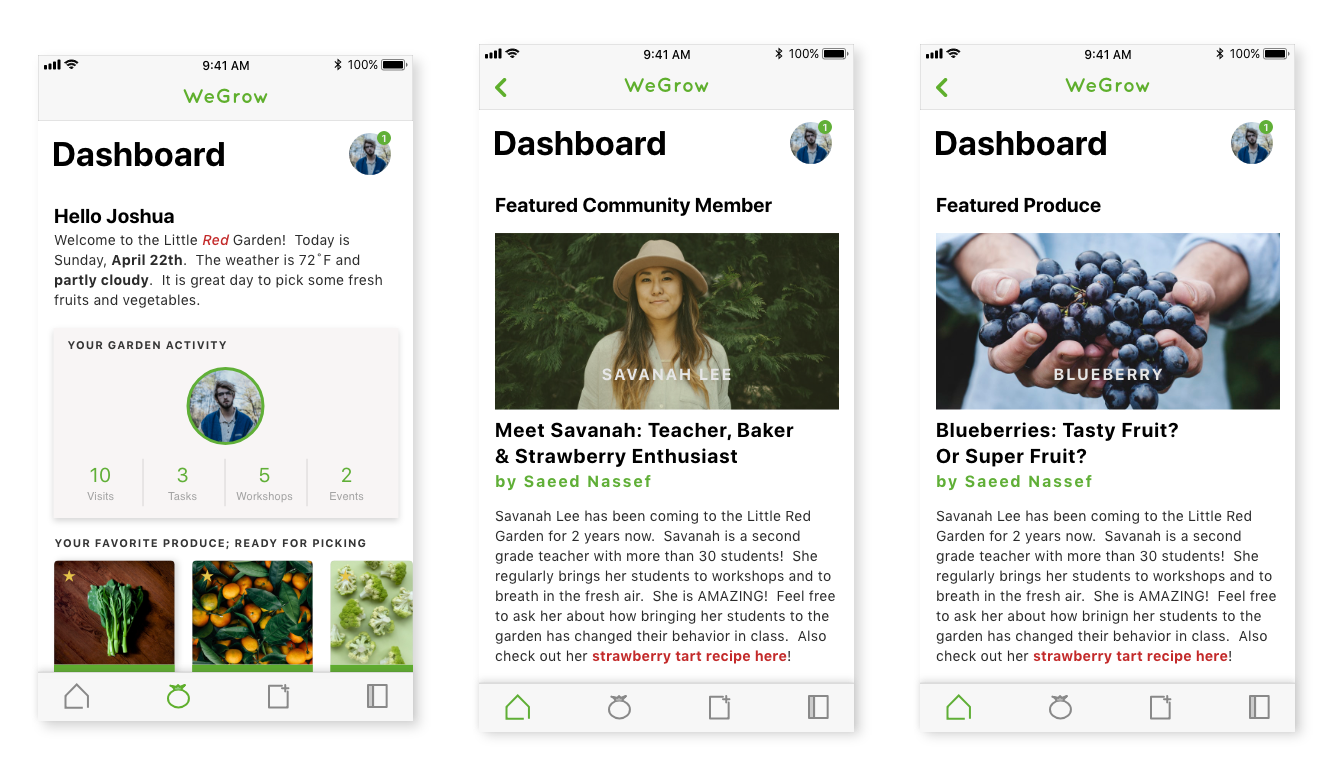 9:41 AM
100%
WeGrow
Dashboard
1
Hello Joshua
Welcome to the Little Red Garden! Today is
Sunday, April 22th. The weather is 72˚F and
partly cloudy. It is great day to pick some fresh
fruits and vegetables.
YOUR GARDEN ACTIVITY
10
Visits
3
Tasks
5
Workshops
2
Events
YOUR FAVORITE PRODUCE; READY FOR PICKING
9:41 AM
100%
WeGrow
Dashboard
1
Featured Community Member
SAVANAH LEE
Meet Savanah: Teacher, Baker
& Strawberry Enthusiast
by Saeed Nassef
Savanah Lee has been coming to the Little Red
Garden for 2 years now. Savanah is a second
grade teacher with more than 30 students! She
regularly brings her students to workshops and to
breath in the fresh air. She is AMAZING! Feel free
to ask her about how bringing her students to the
garden has changed their behavior in class. Also
check out her strawberry tart recipe here!
9:41 AM
100%
WeGrow
Dashboard
1
Featured Produce
BLUEBERRY
Blueberries: Tasty Fruit?
Or Super Fruit?
by Saeed Nassef
Savanah Lee has been coming to the Little Red
Garden for 2 years now. Savanah is a second
grade teacher with more than 30 students! She
regularly brings her students to workshops and to
breath in the fresh air. She is AMAZING! Feel free
to ask her about how brinign her students to the
garden has changed their behavior in class. Also
check out her strawberry tart recipe here!